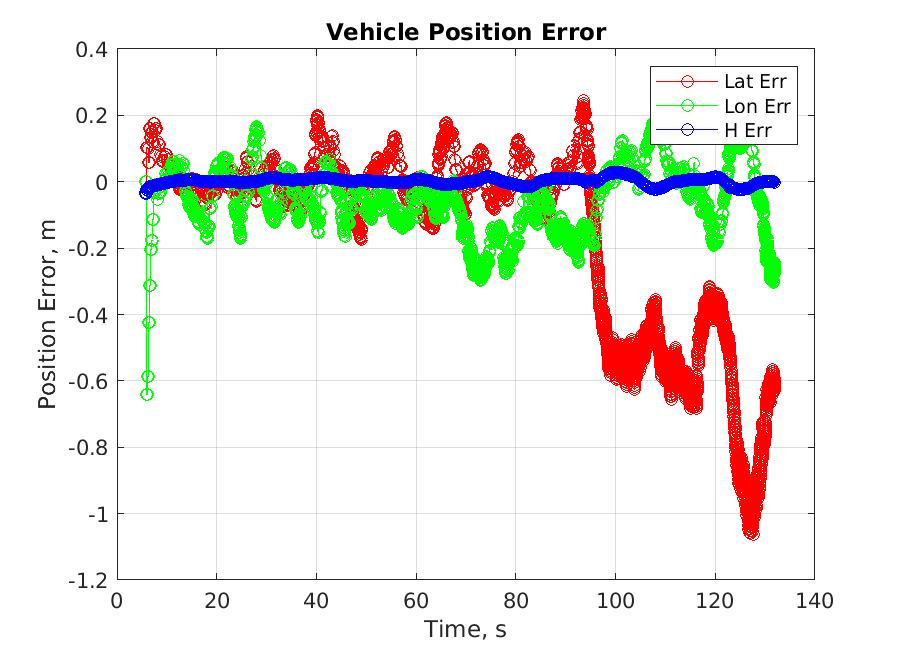 Vehicle Position Error
Lat Err
Lon Err
H Err
0.4
0.2
0
-0.2
-0.4
-0.6
-0.8
-1
-1.2
Position Error, m
0
20
40
60
80
100
120
140
Time, s